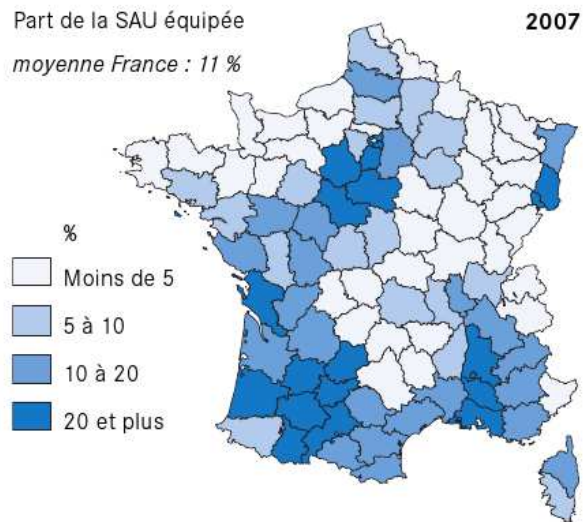 Part de la SAU équipée
2007
moyenne France : 11 %
%
Moins de 5
5 à 10
10 à 20
20 et plus